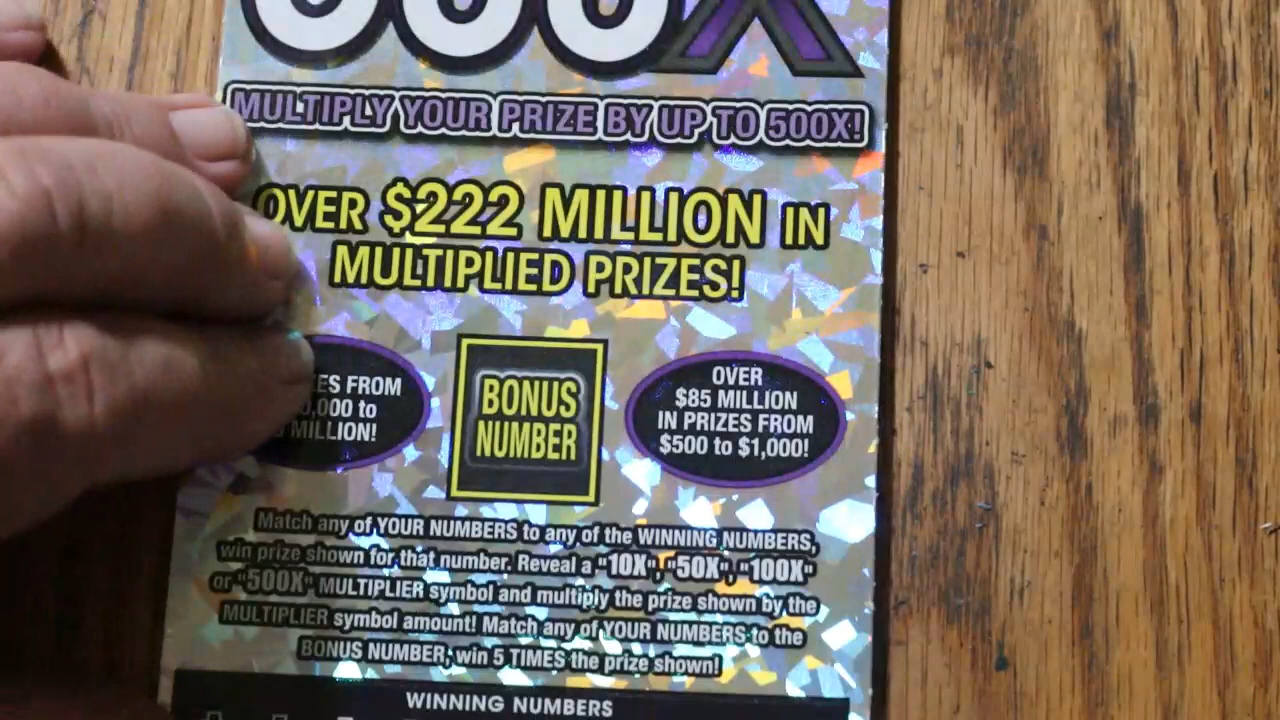 500X
MULTIPLY YOUR PRIZE BY UP TO 500X!
OVER $222 MILLION IN
MULTIPLIED PRIZES!
FROM
to
MILLION!
BONUS
NUMBER
OVER
$85 MILLION
IN PRIZES FROM
$500 to $1,000!
Match any of YOUR NUMBERS to any of the WINNING NUMBERS,
win prize shown for that number. Reveal a "10X", "50X", "100X"
or "500X" MULTIPLIER symbol and multiply the prize shown by the
MULTIPLIER symbol amount! Match any of YOUR NUMBERS to the
BONUS NUMBER, win 5 TIMES the prize shown!
WINNING NUMBERS